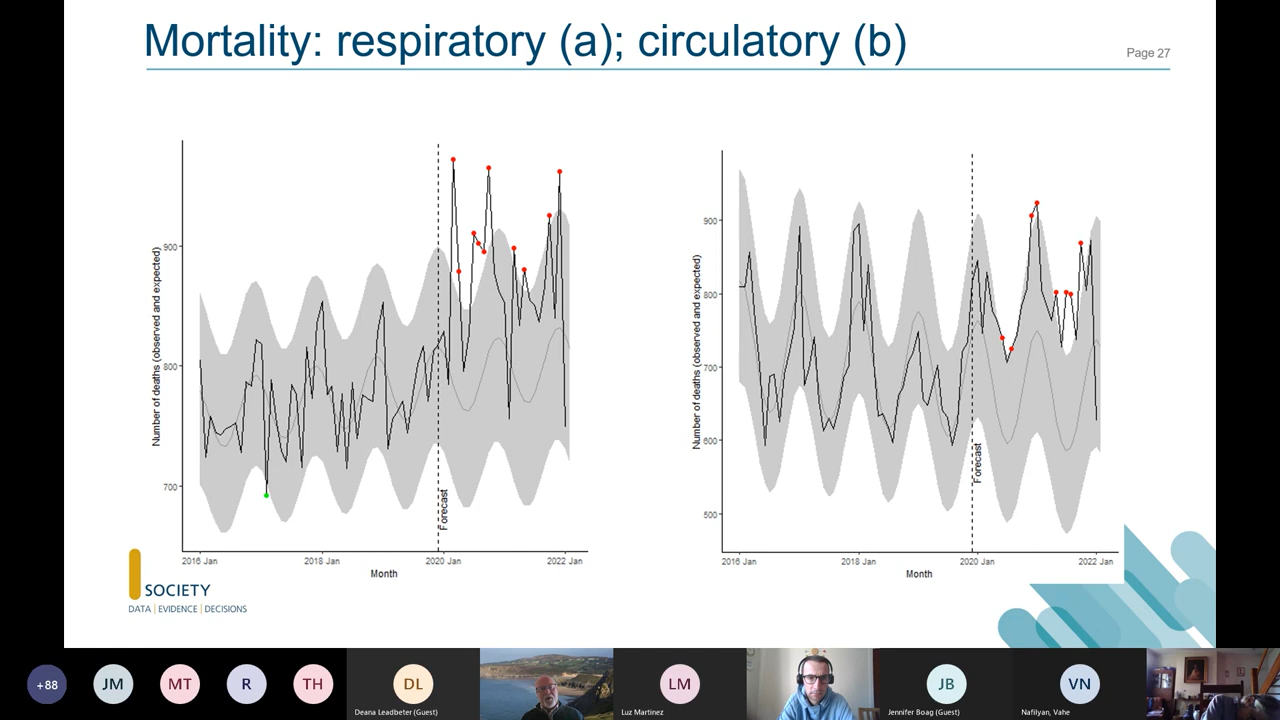 Mortality: respiratory (a); circulatory (b)
Page 27
Number of deaths (observed and expected)
900
800
700
Forecast
2016 Jan
2018 Jan
2020 Jan
2022 Jan
Month
Number of deaths (observed and expected)
900
800
700
600
500
Forecast
2016 Jan
2018 Jan
2020 Jan
2022 Jan
Month
SOCIETY
DATA | EVIDENCE | DECISIONS
+88
JM
MT
R
TH
DL
Deana Leadbeter (Guest)
LM
Luz Martinez
JB
Jennifer Boag (Guest)
VN
Nafilyan, Vahe